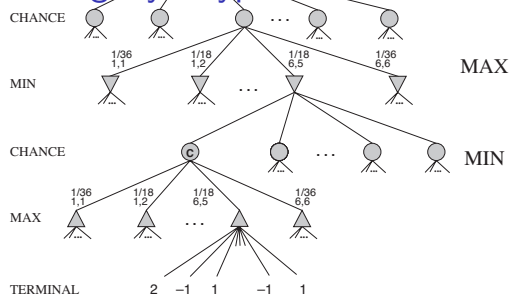 CHANCE ...
... ... ... ... ...
1/36 1/18 1/18 1/36
1,1 1,2 6,5 6,6
MAX
MIN ...
... ... ...
CHANCE C ... MIN
... ... ...
1/36 1/18 1/18 1/36
1,1 1,2 6,5 6,6
MAX ...
... ... ...
TERMINAL 2 –1 1 –1 1